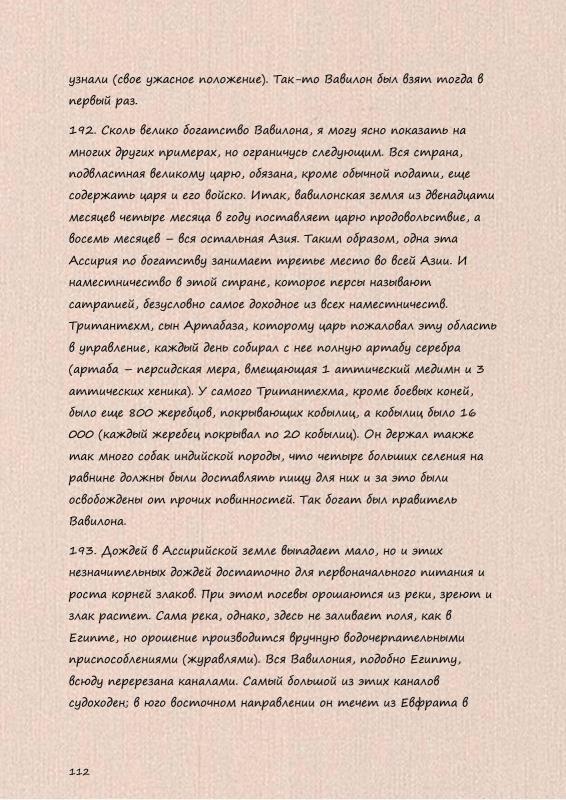 узнали (свое ужасное положение). Так-то Вавилон был взят тогда в
первый раз.
192. Сколь велико богатство Вавилона, я могу ясно показать на
многих других примерах, но ограничусь следующим. Вся страна,
подвластная великому царю, обязана, кроме обычной подати, еще
содержать царя и его войско. Итак, вавилонская земля из двенадцати
месяцев четыре месяца в году поставляет царю продовольствие, а
восемь месяцев – вся остальная Азия. Таким образом, одна эта
Ассирия по богатству занимает третье место во всей Азии. И
наместничество в этой стране, которое персы называют
сатрапией, безусловно самое доходное из всех наместничеств.
Тритантехм, сын Артабаза, которому царь пожаловал эту область
в управление, каждый день собирал с нее полную артабу серебра
(артаба – персидская мера, вмещающая 1 аттический медимн и 3
аттических хеника). У самого Тритантехма, кроме боевых коней,
было еще 800 жеребцов, покрывающих кобылиц, а кобылиц было 16
000 (каждый жеребец покрывал по 20 кобылиц). Он держал также
так много собак индийской породы, что четыре больших селения на
равнине должны были доставлять пищу для них и за это были
освобождены от прочих повинностей. Так богат был правитель
Вавилона.
193. Дождей в Ассирийской земле выпадает мало, но и этих
незначительных дождей достаточно для первоначального питания и
роста корней злаков. При этом посевы орошаются из реки, зреют и
злак растет. Сама река, однако, здесь не заливает поля, как в
Египте, но орошение производится вручную водочерпательными
приспособлениями (журавлями). Вся Вавилония, подобно Египту,
всюду перерезана каналами. Самый большой из этих каналов
судоходен; в юго восточном направлении он течет из Евфрата в
112